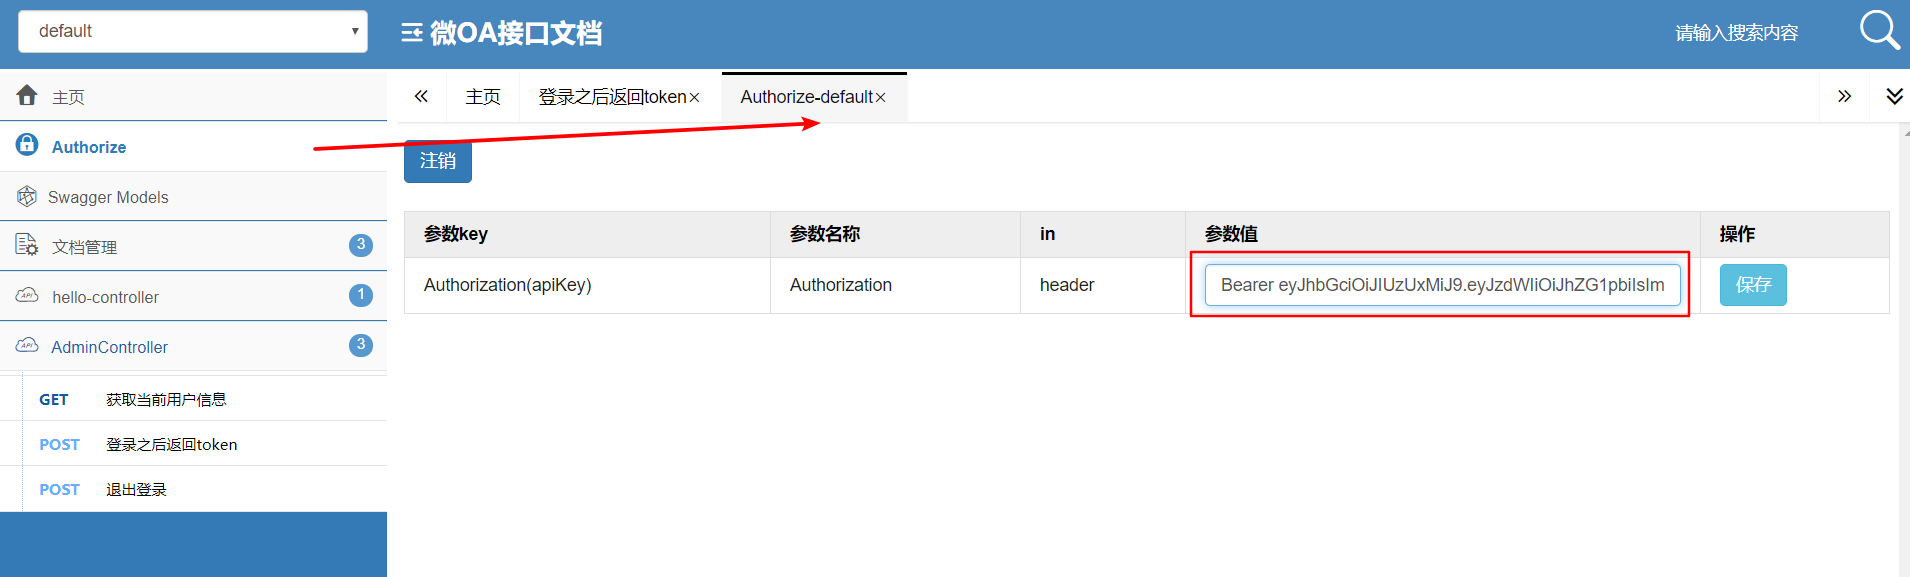 default
微OA接口文档
请输入搜索内容
主页
Authorize
Swagger Models
文档管理
3
hello-controller
1
AdminController
3
GET 获取当前用户信息
POST 登录之后返回token
POST 退出登录
主页 登录之后返回token× Authorize-default×
注销
参数key 参数名称 in 参数值 操作
Authorization(apiKey) Authorization header Bearer eyJhbGciOiJIUzUxMiJ9.eyJzdWIiOiJhZG1pbiIsIm 保存